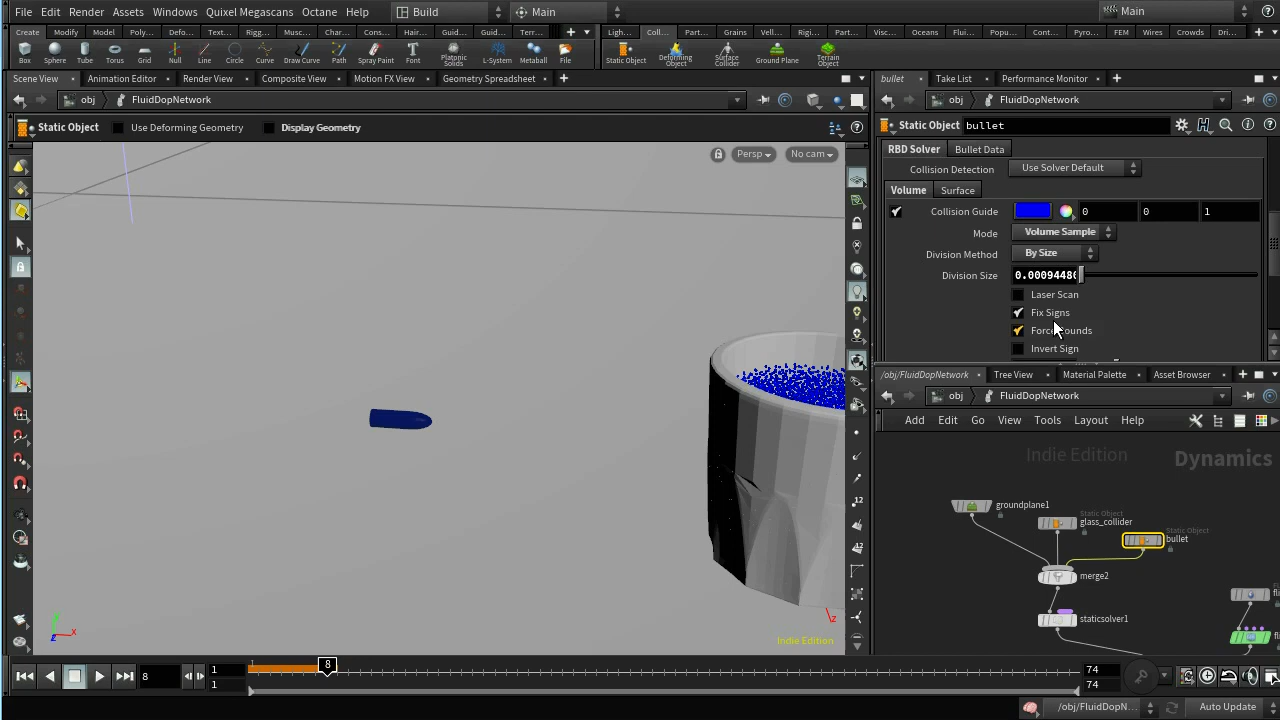 File Edit Render Assets Windows Quixel Megascans Octane Help Build Main Main
Create Modify Model Poly... Defo... Text... Rigg... Musc... Char... Cons... Hair... Guid... Guid... Terr... Ligh... Coll... Part... Grains Vell... Rigi... Part... Visc... Oceans Flui... Popu... Cont... Pyro... FEM Wires Crowds Dri...
Box Sphere Tube Torus Grid Null Line Circle Curve Draw Curve Path Spray Paint Font Platonic Solids L-System Metaball File Static Object Deforming Object Surface Collider Ground Plane Terrain Object
Scene View Animation Editor Render View Composite View Motion FX View Geometry Spreadsheet
bullet Take List Performance Monitor
obj FluidDopNetwork
obj FluidDopNetwork
Static Object Use Deforming Geometry Display Geometry
Static Object bullet
RBD Solver Bullet Data
Collision Detection Use Solver Default
Volume Surface
Collision Guide 0 0 1
Mode Volume Sample
Division Method By Size
Division Size 0.0009448
Laser Scan
Fix Signs
Invert Sign
Persp No cam
12
12
/obj/FluidDopNetwork Tree View Material Palette Asset Browser
obj FluidDopNetwork
Add Edit Go View Tools Layout Help
Indie Edition Dynamics
groundplane1
Static Object
glass_collider
Static Object
bullet
merge2
staticsolver1
y x z
z
Indie Edition
8 1 8 74
1 74
/obj/FluidDopN... Auto Update